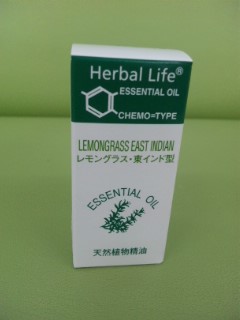 Herbal Life®
ESSENTIAL OIL
CHEMO=TYPE
LEMONGRASS EAST INDIAN
レモングラス・東インド型
ESSENTIAL OIL
天然植物精油